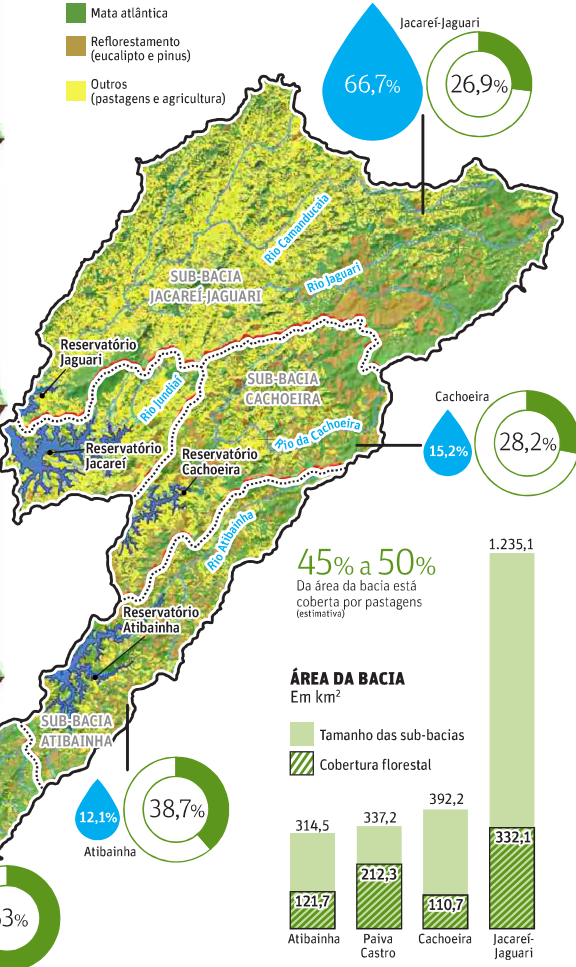 Mata atlântica
Reflorestamento
(eucalipto e pinus)
Outros
(pastagens e agricultura)
Jacareí-Jaguari
66,7%
26,9%
Rio Camanducaia
SUB-BACIA
JACAREÍ-JAGUARI
Rio Jaguari
Reservatório
Jaguari
Rio Jundiaí
SUB-BACIA
CACHOEIRA
Cachoeira
15,2%
28,2%
Rio da Cachoeira
Reservatório
Jacareí
Reservatório
Cachoeira
Rio Atibainha
45% a 50%
Da área da bacia está
coberta por pastagens
(estimativa)
Reservatório
Atibainha
SUB-BACIA
ATIBAINHA
12,1%
38,7%
Atibainha
3%
ÁREA DA BACIA
Em km²
Tamanho das sub-bacias
Cobertura florestal
314,5
337,2
392,2
1.235,1
121,7
212,3
110,7
332,1
Atibainha
Paiva
Castro
Cachoeira
Jacareí-
Jaguari